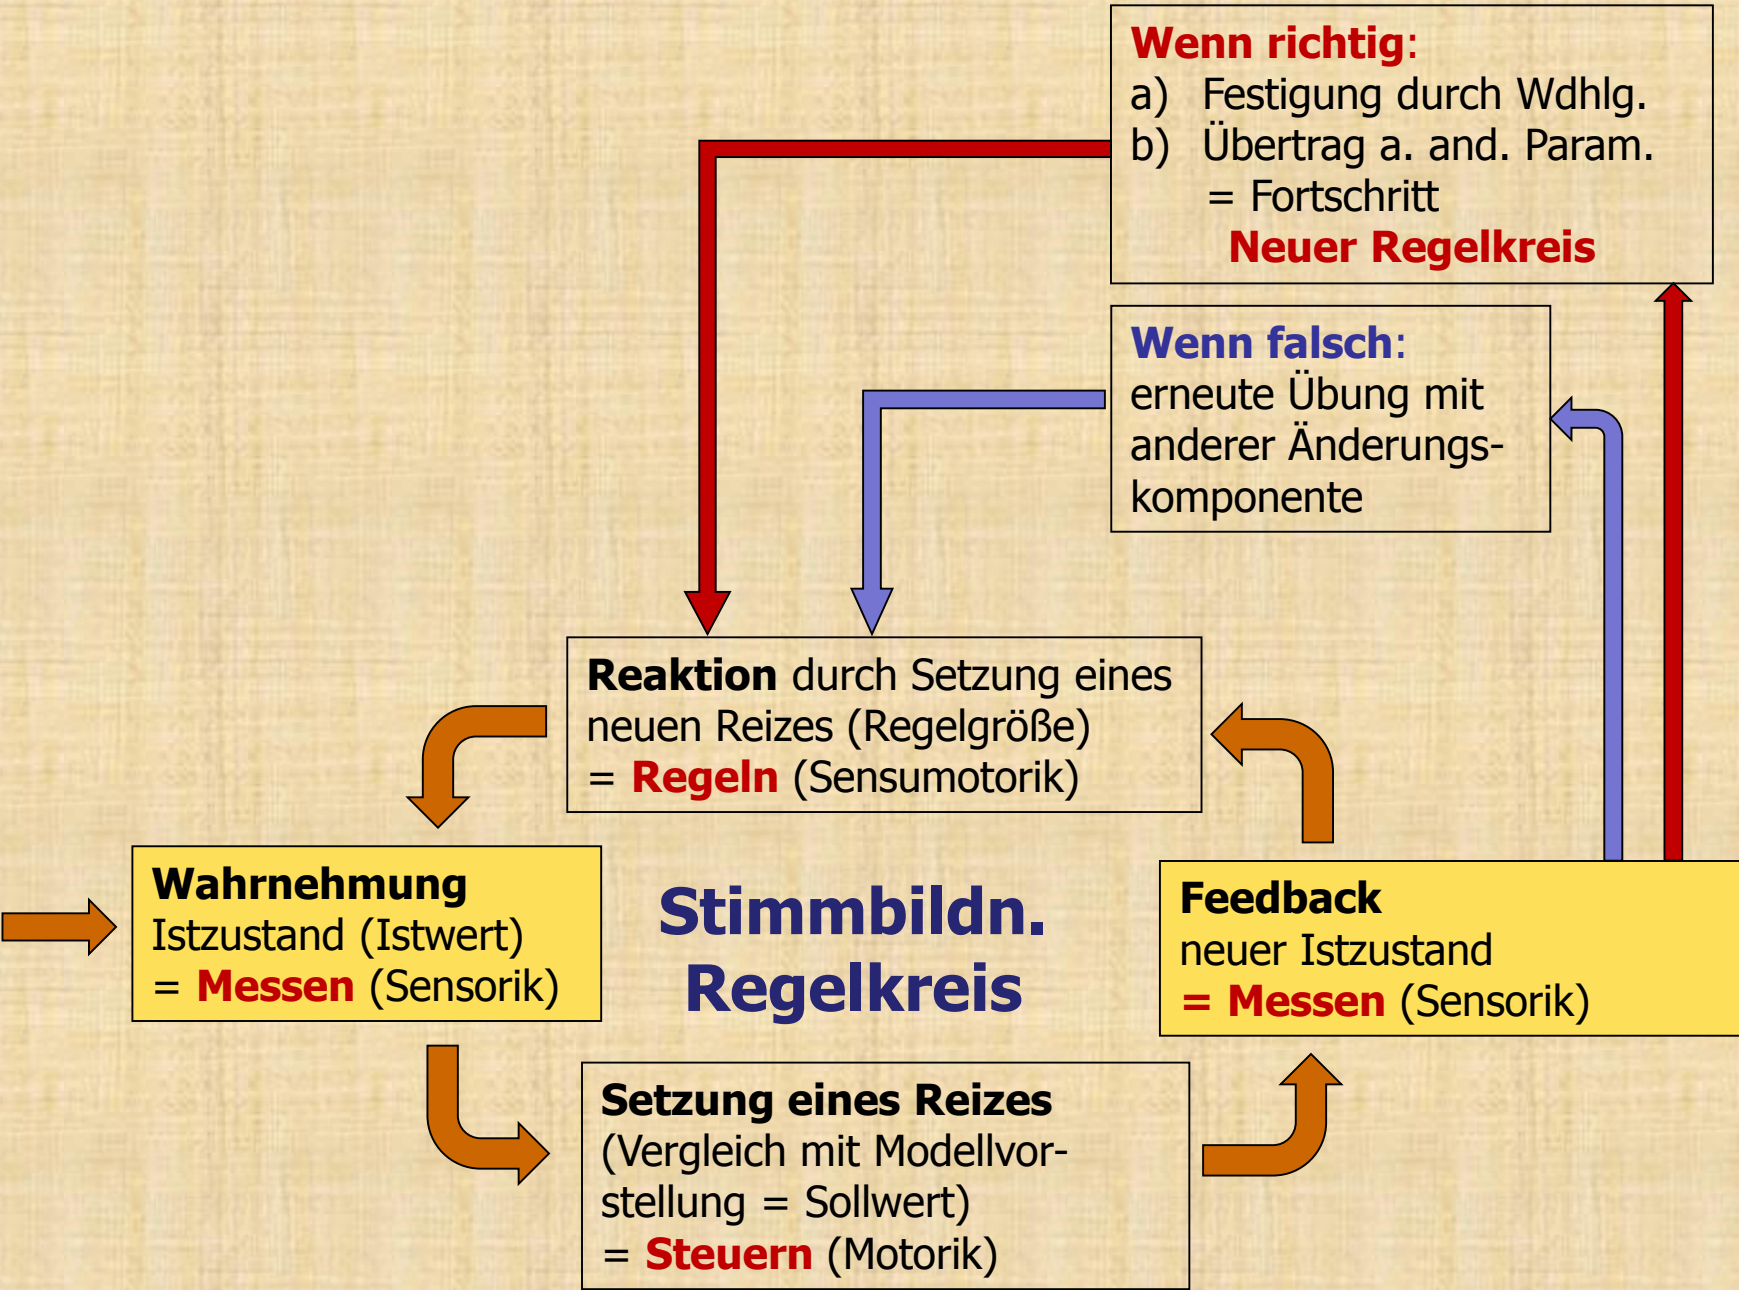 Wenn richtig:
a) Festigung durch Wdhlg.
b) Übertrag a. and. Param.
= Fortschritt
Neuer Regelkreis
Wenn falsch:
erneute Übung mit
anderer Änderungs-
komponente
Reaktion durch Setzung eines
neuen Reizes (Regelgröße)
= Regeln (Sensumotorik)
Wahrnehmung
Istzustand (Istwert)
= Messen (Sensorik)
Stimmbildn.
Regelkreis
Feedback
neuer Istzustand
= Messen (Sensorik)
Setzung eines Reizes
(Vergleich mit Modellvor-
stellung = Sollwert)
= Steuern (Motorik)